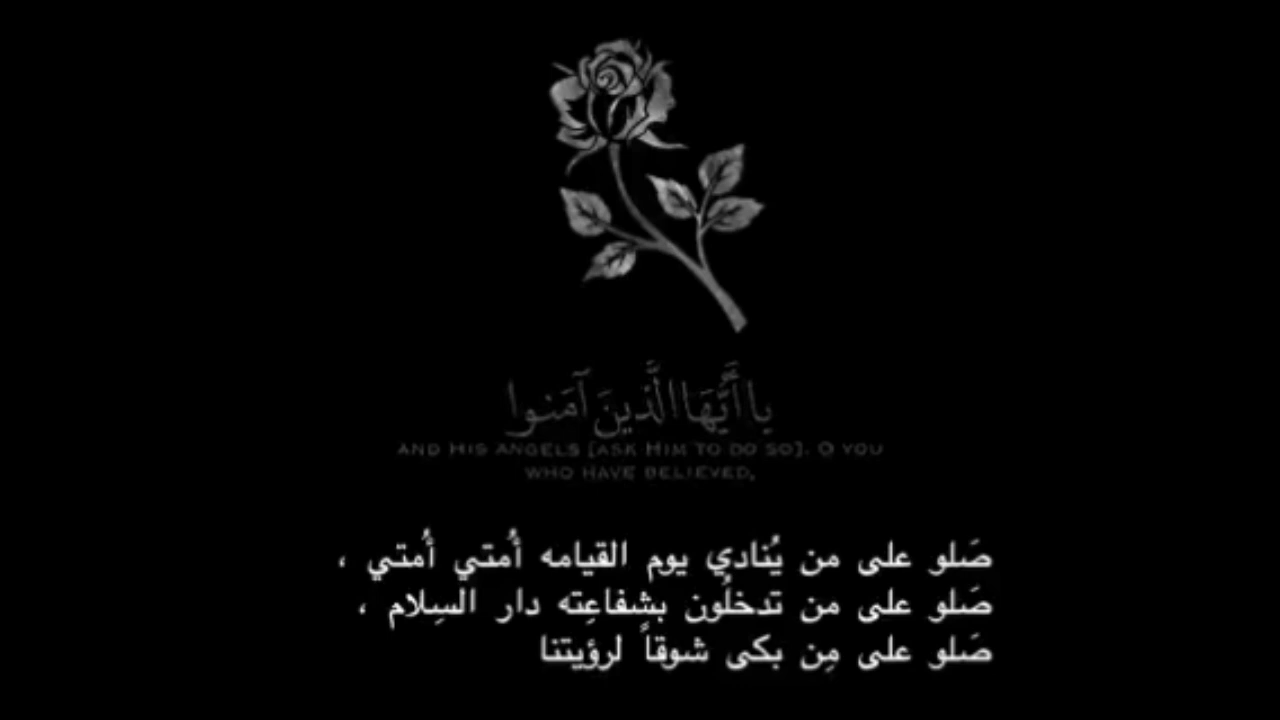 يا أَيُّهَا الَّذِينَ آمَنوا
AND HIS ANGELS [ASK HIM TO DO SO]. O YOU
WHO HAVE BELIEVED,
صَلو على من يُنادي يوم القيامه أُمتي أُمتي ،
صَلو على من تدخلُون بشفاعِته دار السِلام ،
صَلو على مِن بكى شوقاً لرؤيتنا